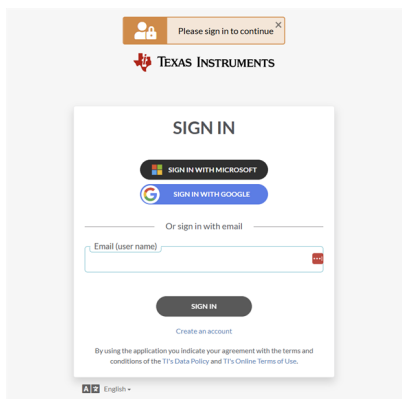 Please sign in to continue
TEXAS INSTRUMENTS
SIGN IN
SIGN IN WITH MICROSOFT
SIGN IN WITH GOOGLE
Or sign in with email
Email (user name)
SIGN IN
Create an account
By using the application you indicate your agreement with the terms and
conditions of the TI's Data Policy and TI's Online Terms of Use.
English